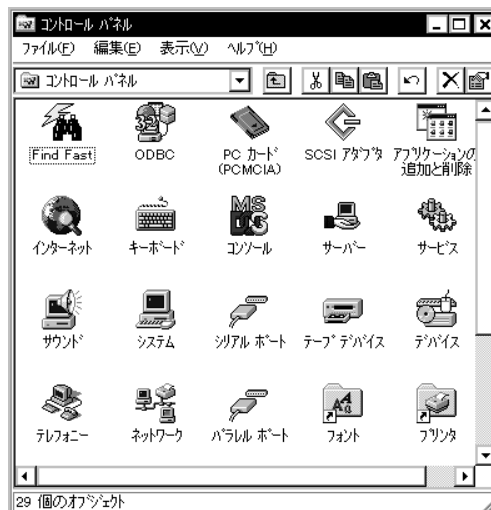 コントロール パネル
ファイル(F) 編集(E) 表示(V) ヘルプ(H)
コントロール パネル
Find Fast
ODBC
PC カード
(PCMCIA)
SCSI アダプタ
アプリケーションの
追加と削除
インターネット
キーボード
MS
DOS
コンソール
サーバー
サービス
サウンド
システム
シリアル ポート
テープ デバイス
デバイス
テレフォニー
ネットワーク
パラレル ポート
フォント
プリンタ
29 個のオブジェクト